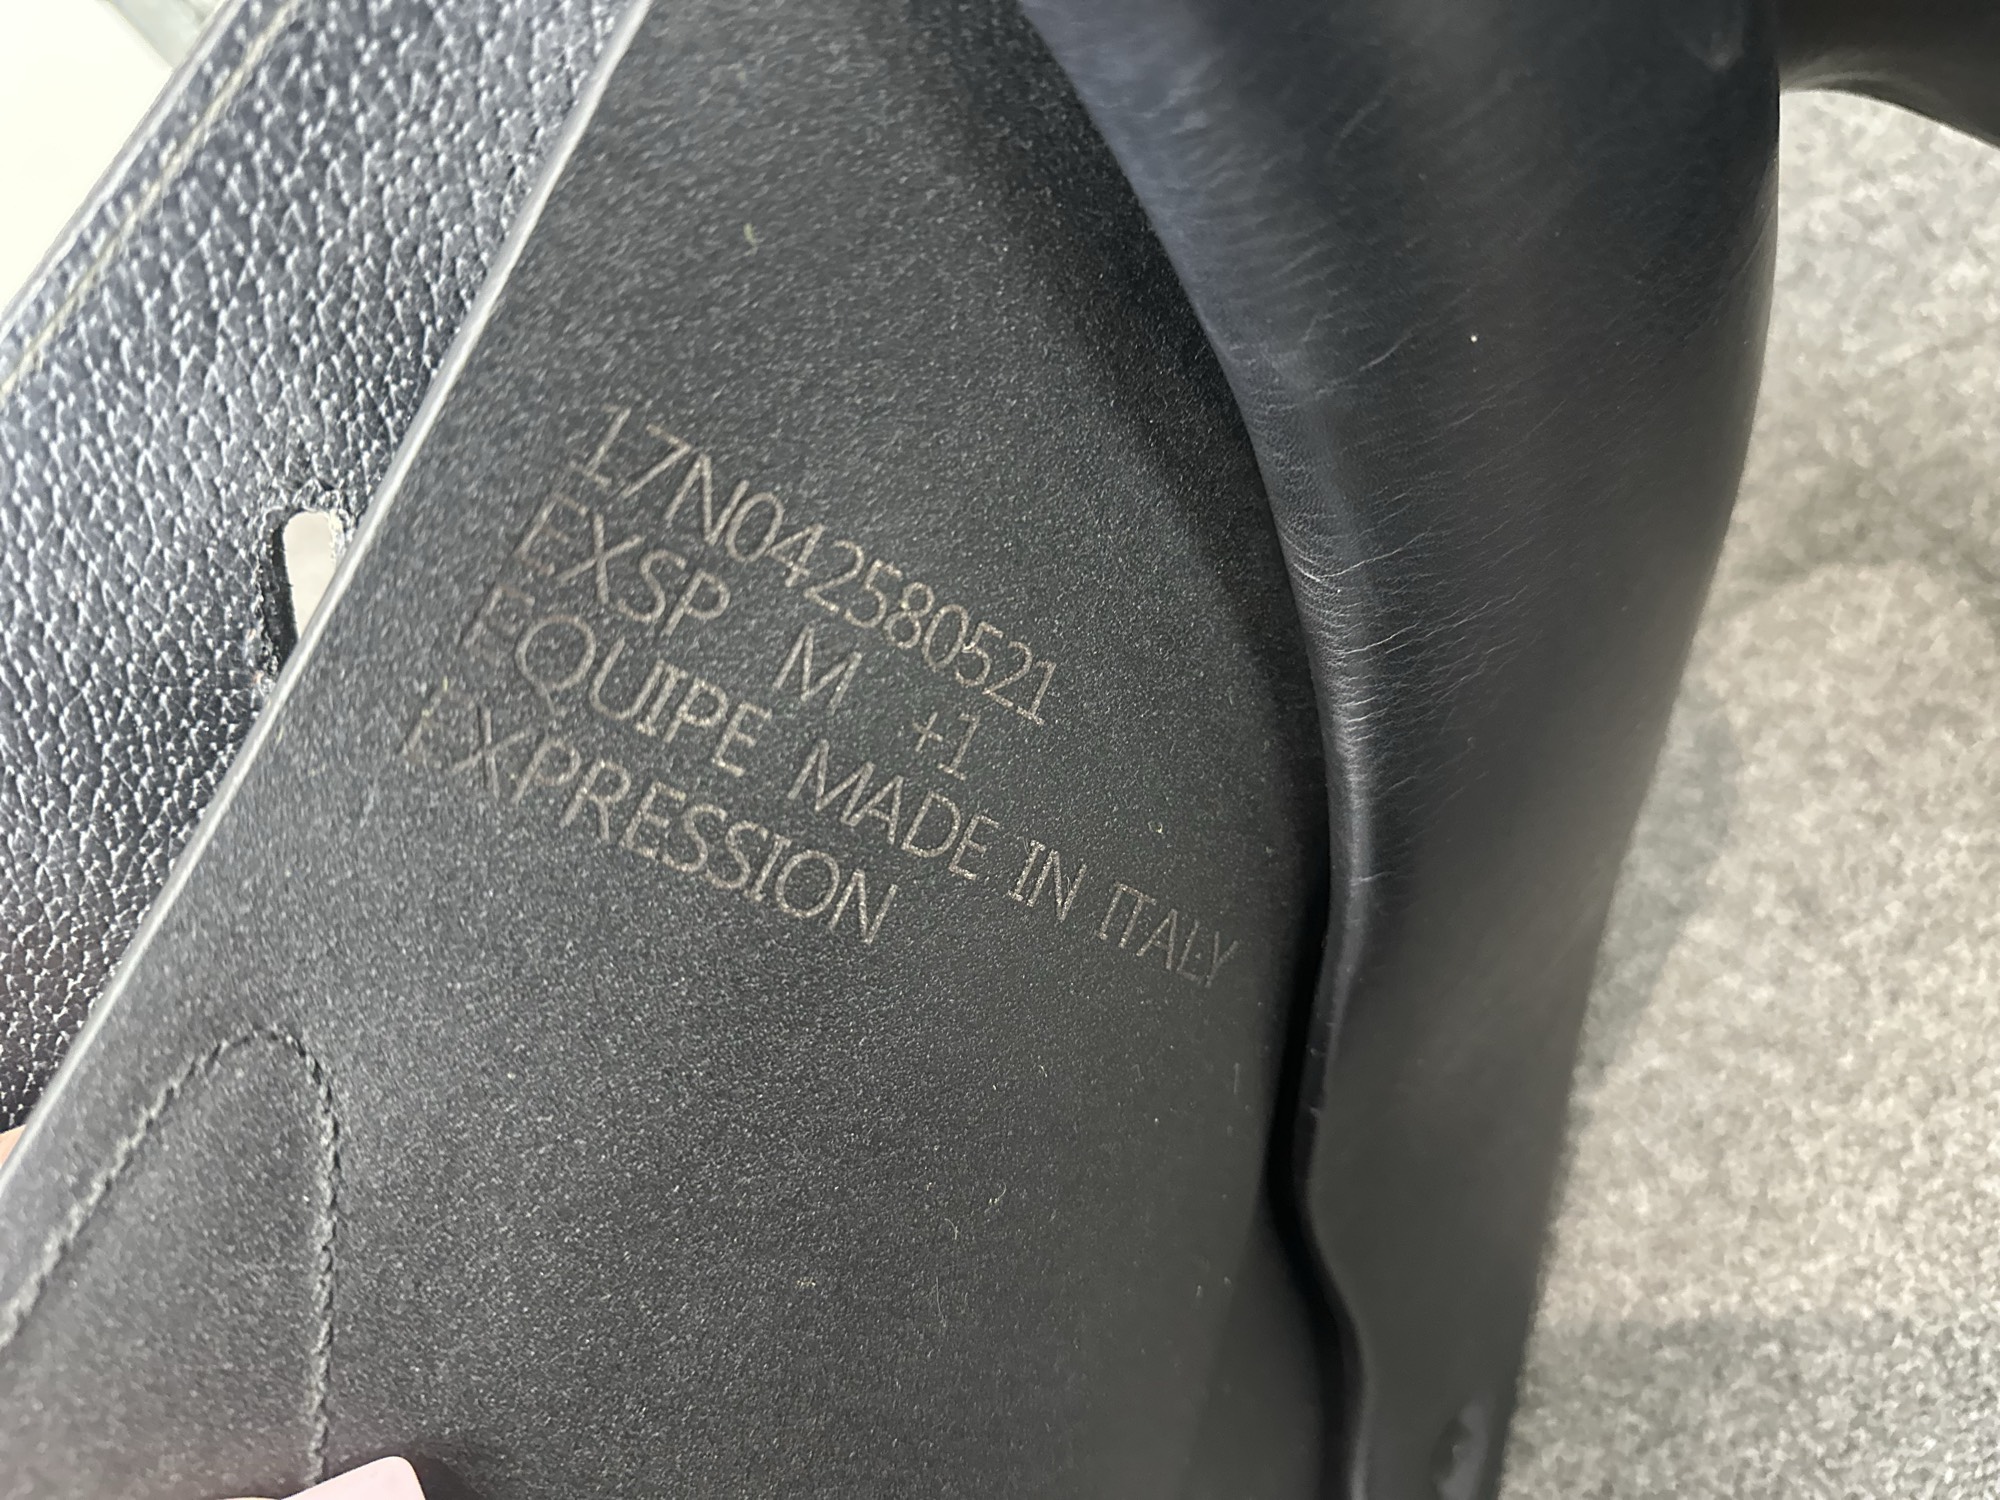 17N042580521
EXSP M +1
EQUIPE MADE IN ITALY
EXPRESSION